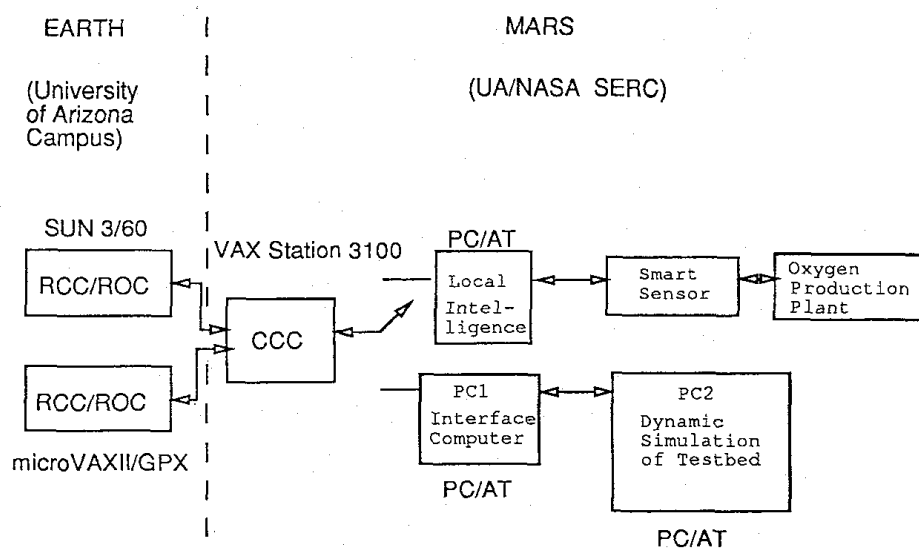 EARTH
MARS
(University
of Arizona
Campus)
(UA/NASA SERC)
SUN 3/60
RCC/ROC
RCC/ROC
microVAXII/GPX
VAX Station 3100
CCC
PC/AT
Local
Intel-
ligence
Smart
Sensor
Oxygen
Production
Plant
PC1
Interface
Computer
PC/AT
PC2
Dynamic
Simulation
of Testbed
PC/AT